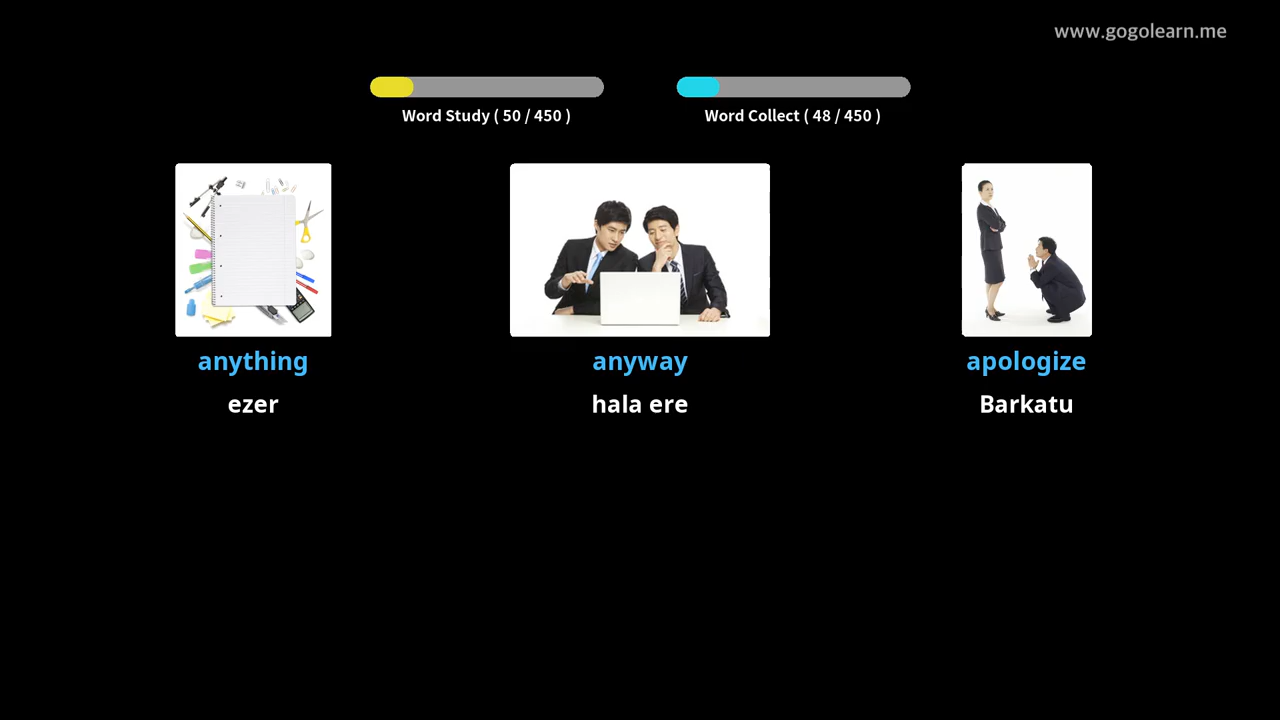 www.gogolearn.me
Word Study ( 50 / 450 )
Word Collect ( 48 / 450 )
anything
ezer
anyway
hala ere
apologize
Barkatu